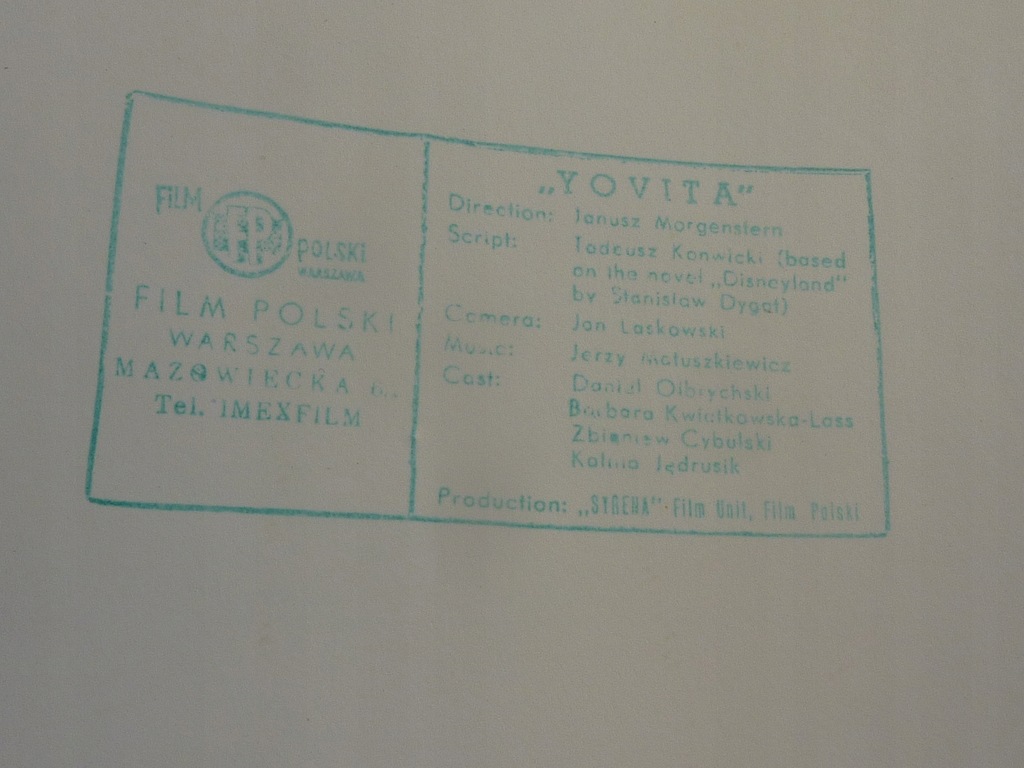 FILM
POLSKI
WARSZAWA
FILM POLSKI
WARSZAWA
MAZOWIECKA
Tel. IMEXFILM
„YOVITA”
Direction: Janusz Morgenstern
Script: Tadeusz Konwicki (based
on the novel „Disneyland”
by Stanisław Dygat)
Camera: Jan Laskowski
Music: Jerzy Matuszkiewicz
Cast: Daniel Olbrychski
Barbara Kwiatkowska-Lass
Zbigniew Cybulski
Kalina Jędrusik
Production: „SYRENA”-Film Unit, Film Polski